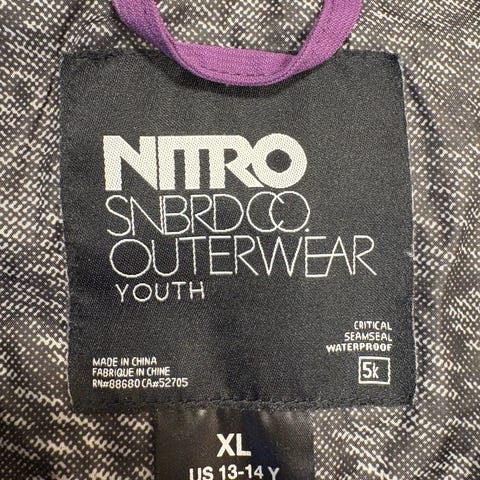 NITRO
SNBRDCO.
OUTERWEAR
YOUTH
CRITICAL
SEAMSEAL
WATERPROOF
5k
MADE IN CHINA
FABRIQUE IN CHINE
RN#88680 CA#52705
XL
US 13-14 Y